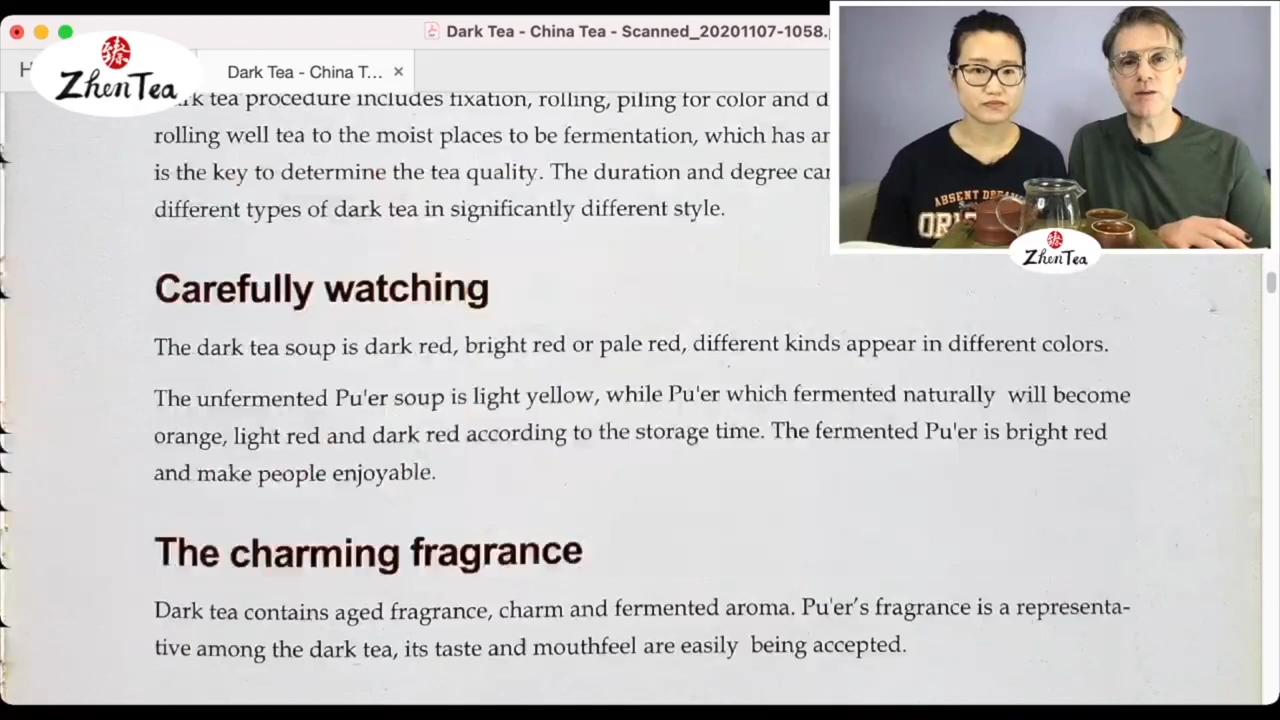 Dark Tea - China Tea - Scanned_20201107-1058.
臻
Zhen Tea
Dark Tea - China T... ×
tea procedure includes fixation, rolling, piling for color and
rolling well tea to the moist places to be fermentation, which has
is the key to determine the tea quality. The duration and degree
different types of dark tea in significantly different style.
ABSENT
臻
Zhen Tea
Carefully watching
The dark tea soup is dark red, bright red or pale red, different kinds appear in different colors.
The unfermented Pu'er soup is light yellow, while Pu'er which fermented naturally will become
orange, light red and dark red according to the storage time. The fermented Pu'er is bright red
and make people enjoyable.
The charming fragrance
Dark tea contains aged fragrance, charm and fermented aroma. Pu'er’s fragrance is a representa-
tive among the dark tea, its taste and mouthfeel are easily being accepted.